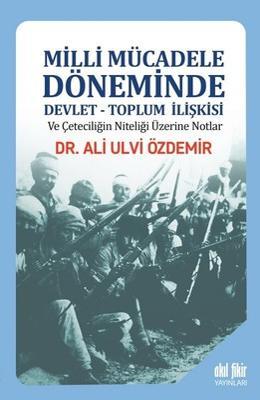 MİLLİ MÜCADELE
DÖNEMİNDE
DEVLET - TOPLUM İLİŞKİSİ
Ve Çeteciliğin Niteliği Üzerine Notlar
DR. ALİ ULVİ ÖZDEMİR
akıl fikir
YAYINLARI